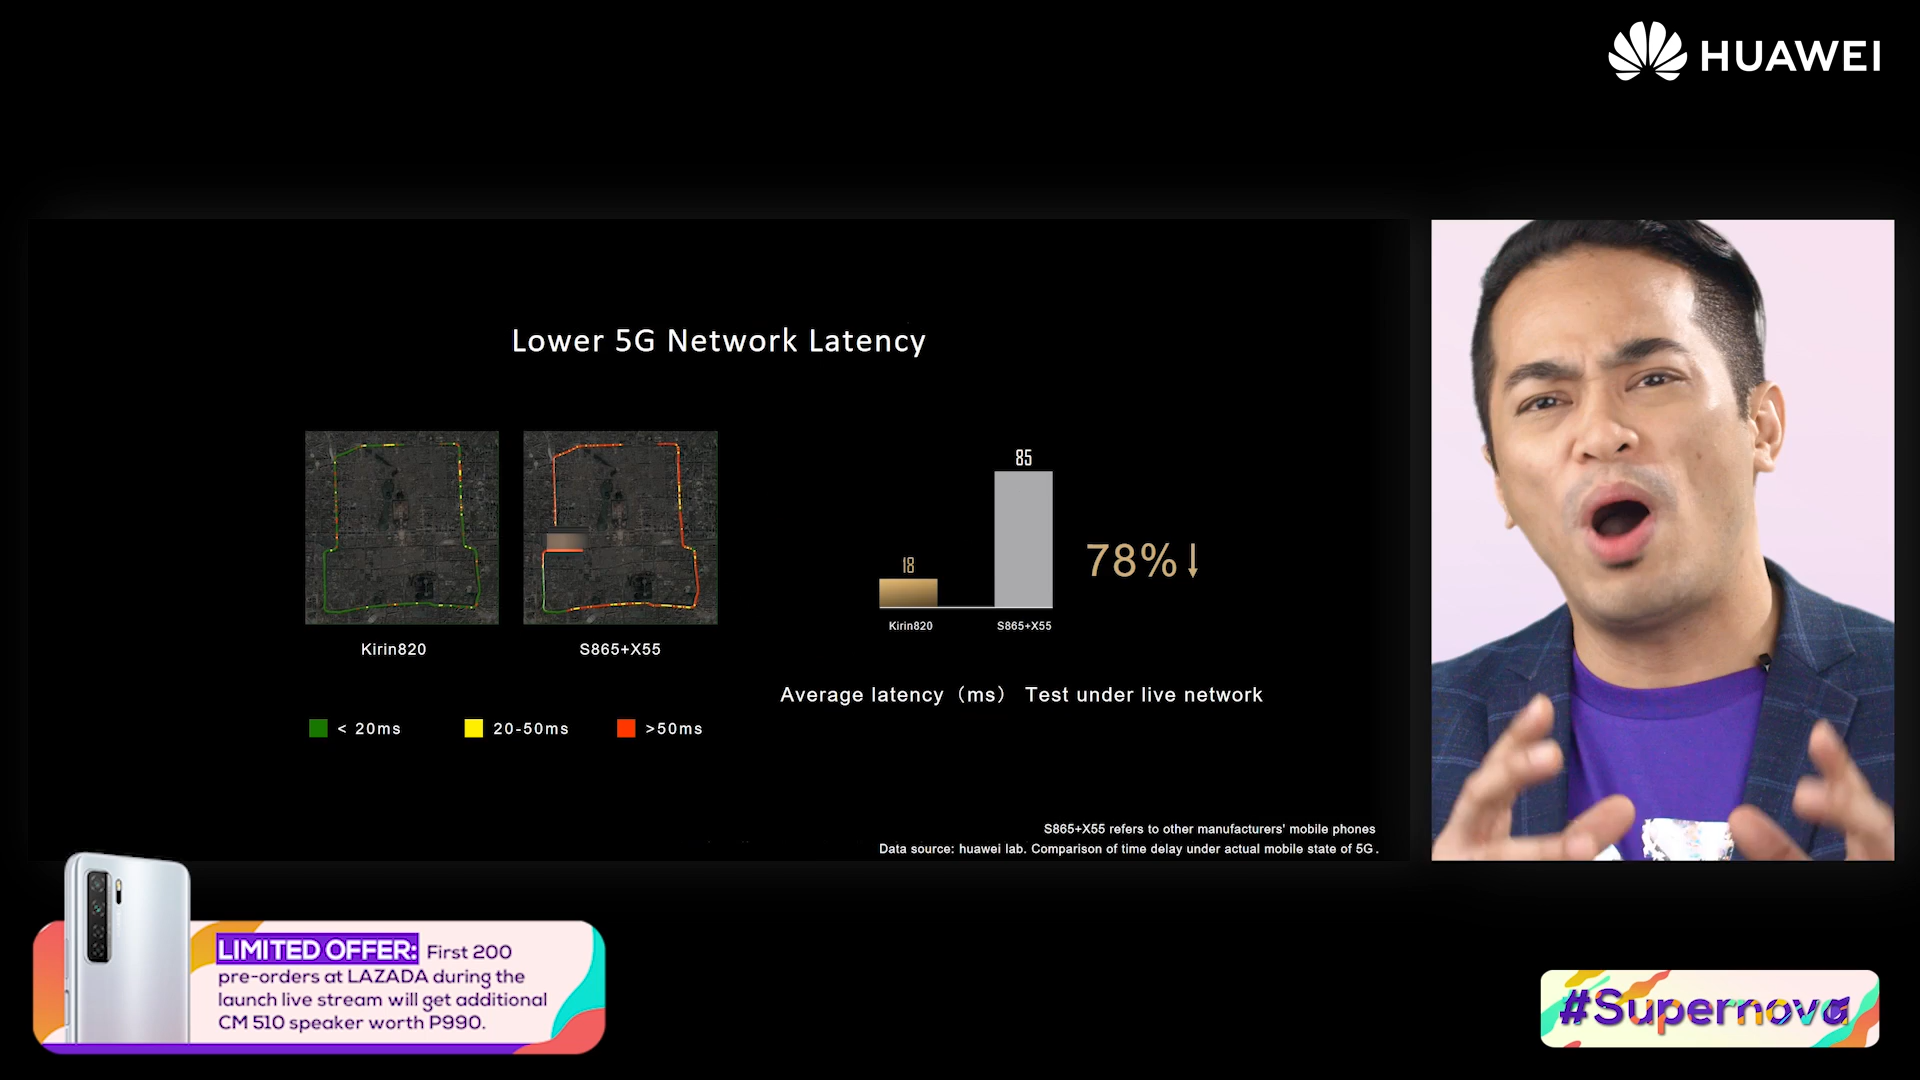 HUAWEI
Lower 5G Network Latency
85
18
78%↓
Kirin820
S865+X55
Kirin820
S865+X55
Average latency（ms） Test under live network
< 20ms
20-50ms
>50ms
S865+X55 refers to other manufacturers' mobile phones
Data source: huawei lab. Comparison of time delay under actual mobile state of 5G.
LIMITED OFFER: First 200
pre-orders at LAZADA during the
launch live stream will get additional
CM 510 speaker worth P990.
#Supernova